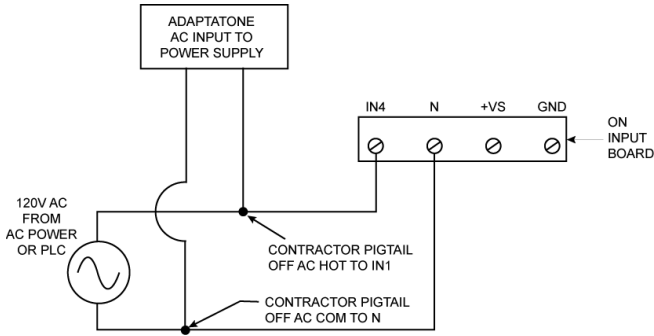 ADAPTATONE
AC INPUT TO
POWER SUPPLY
IN4 N +VS GND
ON
INPUT
BOARD
120V AC
FROM
AC POWER
OR PLC
CONTRACTOR PIGTAIL
OFF AC HOT TO IN1
CONTRACTOR PIGTAIL
OFF AC COM TO N